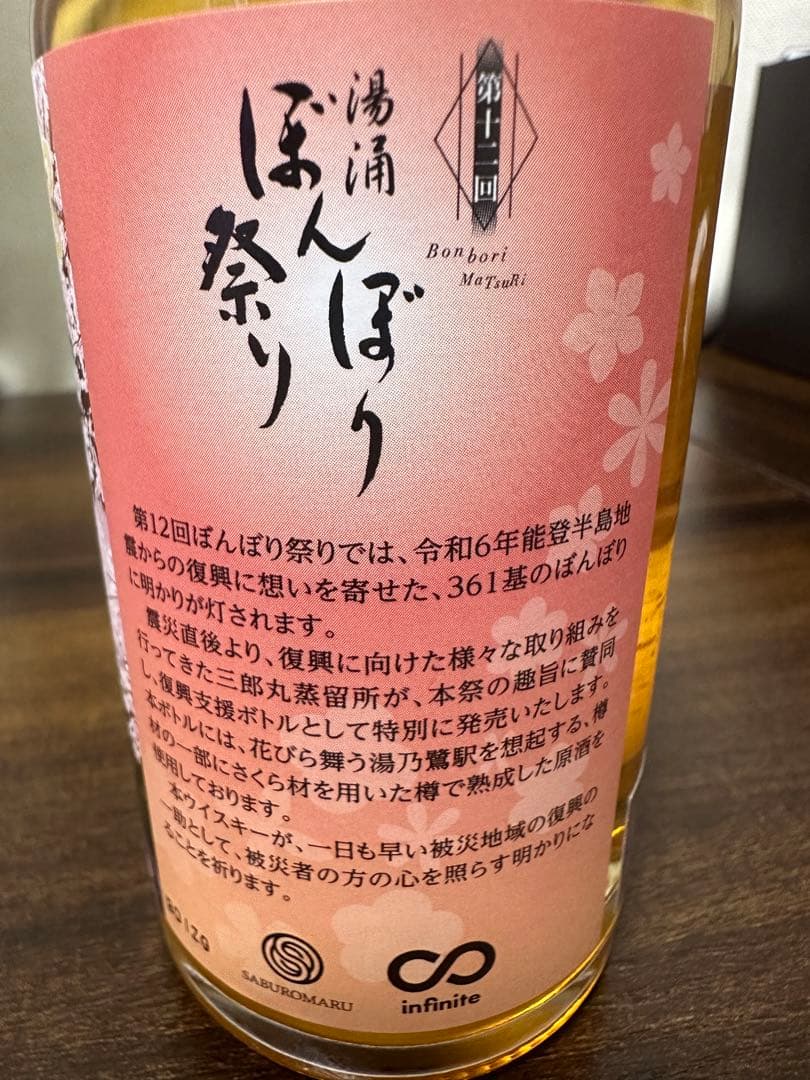 第十二回
湯涌
ぼんぼり
祭り
Bonbori
MaTsuRi
第12回ぼんぼり祭りでは、令和6年能登半島地
震からの復興に想いを寄せた、361基のぼんぼり
に明かりが灯されます。
震災直後より、復興に向けた様々な取り組みを
行ってきた三郎丸蒸留所が、本祭の趣旨に賛同
し、復興支援ボトルとして特別に発売いたします。
本ボトルには、花びら舞う湯乃鷺駅を想起する、樽
材の一部にさくら材を用いた樽で熟成した原酒を
使用しております。
本ウイスキーが、一日も早い被災地域の復興の
一助として、被災者の方の心を照らす明かりにな
ることを祈ります。
SABUROMARU
infinite